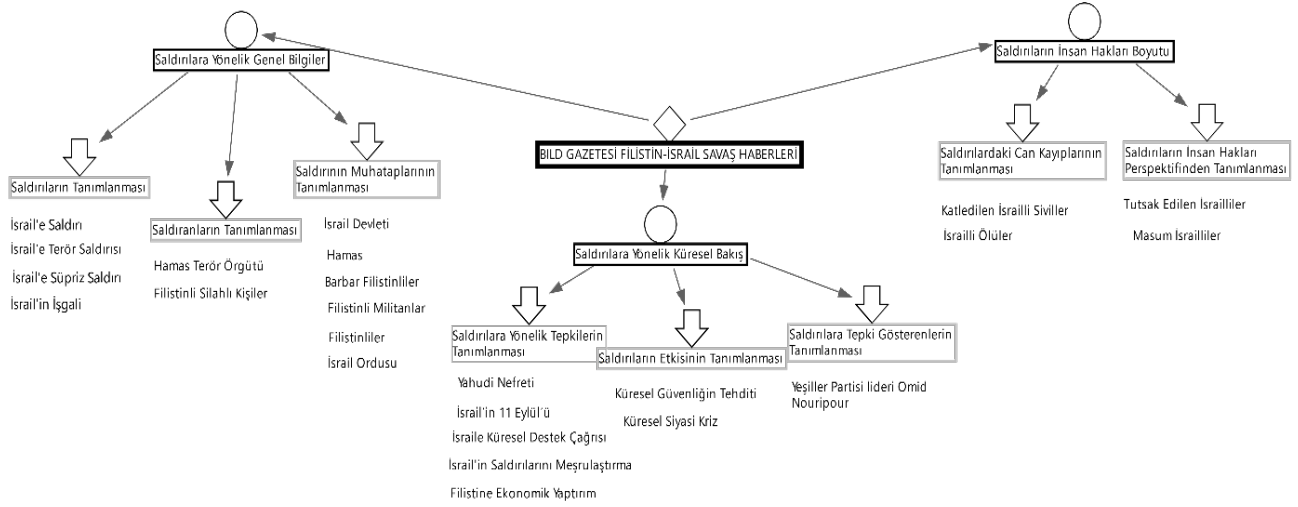 Saldırılara Yönelik Genel Bilgiler
Saldırıların İnsan Hakları Boyutu
BILD GAZETESİ FİLİSTİN-İSRAİL SAVAŞ HABERLERİ
Saldırıların Tanımlanması
İsrail'e Saldırı
İsrail'e Terör Saldırısı
İsrail'e Süpriz Saldırı
İsrail'in İşgali
Saldıranların Tanımlanması
Hamas Terör Örgütü
Filistinli Silahlı Kişiler
Saldırının Muhataplarının
Tanımlanması
İsrail Devleti
Hamas
Barbar Filistinliler
Filistinli Militanlar
Filistinliler
İsrail Ordusu
Saldırılardaki Can Kayıplarının
Tanımlanması
Katledilen İsrailli Siviller
İsrailli Ölüler
Saldırıların İnsan Hakları
Perspektifinden Tanımlanması
Tutsak Edilen İsrailliler
Masum İsrailliler
Saldırılara Yönelik Küresel Bakış
Saldırılara Yönelik Tepkilerin
Tanımlanması
Yahudi Nefreti
İsrail'in 11 Eylül'ü
İsraile Küresel Destek Çağrısı
İsrail'in Saldırılarını Meşrulaştırma
Filistine Ekonomik Yaptırım
Saldırıların Etkisinin Tanımlanması
Küresel Güvenliğin Tehditi
Küresel Siyasi Kriz
Saldırılara Tepki Gösterenlerin
Tanımlanması
Yeşiller Partisi lideri Omid
Nouripour